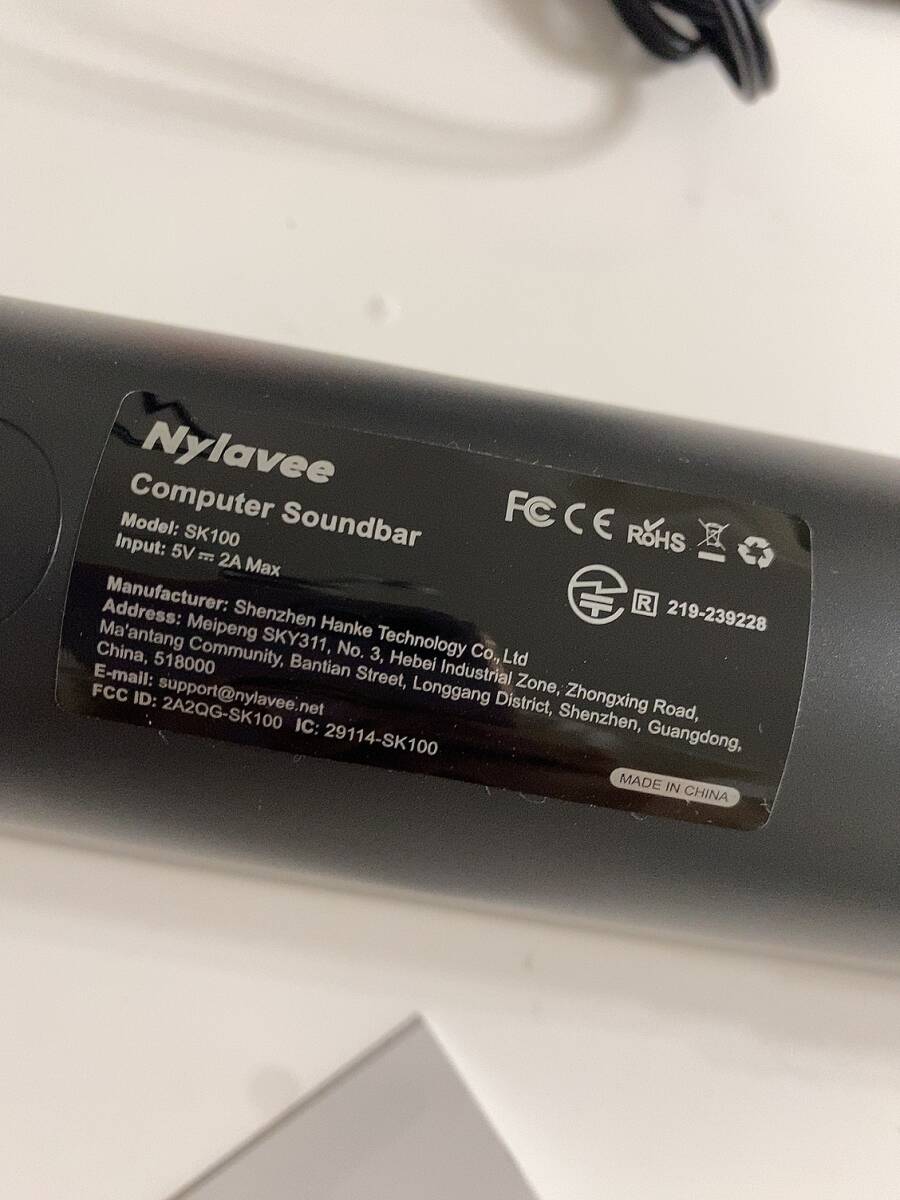 Nylavee
Computer Soundbar
Model: SK100
Input: 5V ⎓ 2A Max
FC CE RoHS
R 219-239228
Manufacturer: Shenzhen Hanke Technology Co., Ltd
Address: Meipeng SKY311, No. 3, Hebei Industrial Zone, Zhongxing Road,
Ma'antang Community, Bantian Street, Longgang District, Shenzhen, Guangdong,
China, 518000
E-mail: support@nylavee.net
FCC ID: 2A2QG-SK100 IC: 29114-SK100
MADE IN CHINA